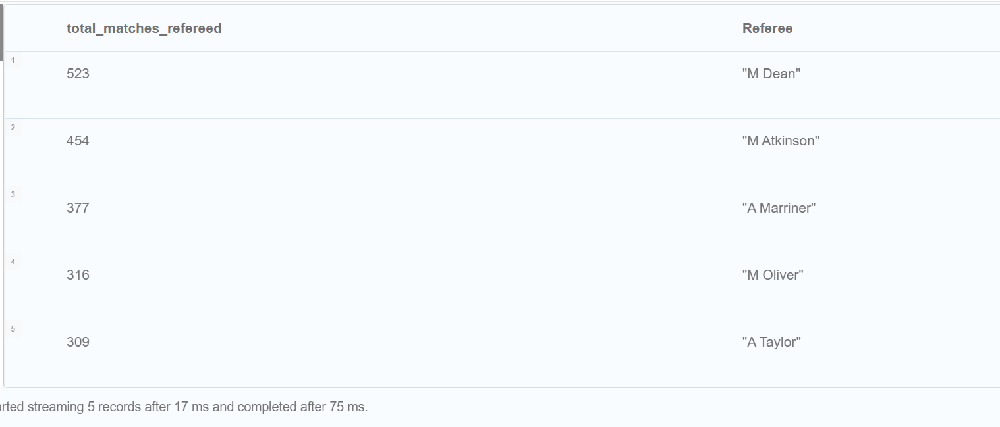 total_matches_refereed Referee
1
523 "M Dean"
2
454 "M Atkinson"
3
377 "A Marriner"
4
316 "M Oliver"
5
309 "A Taylor"
arted streaming 5 records after 17 ms and completed after 75 ms.